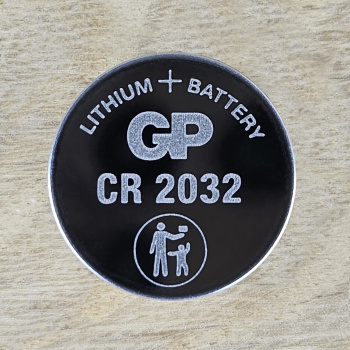 LITHIUM + BATTERY
GP
CR 2032